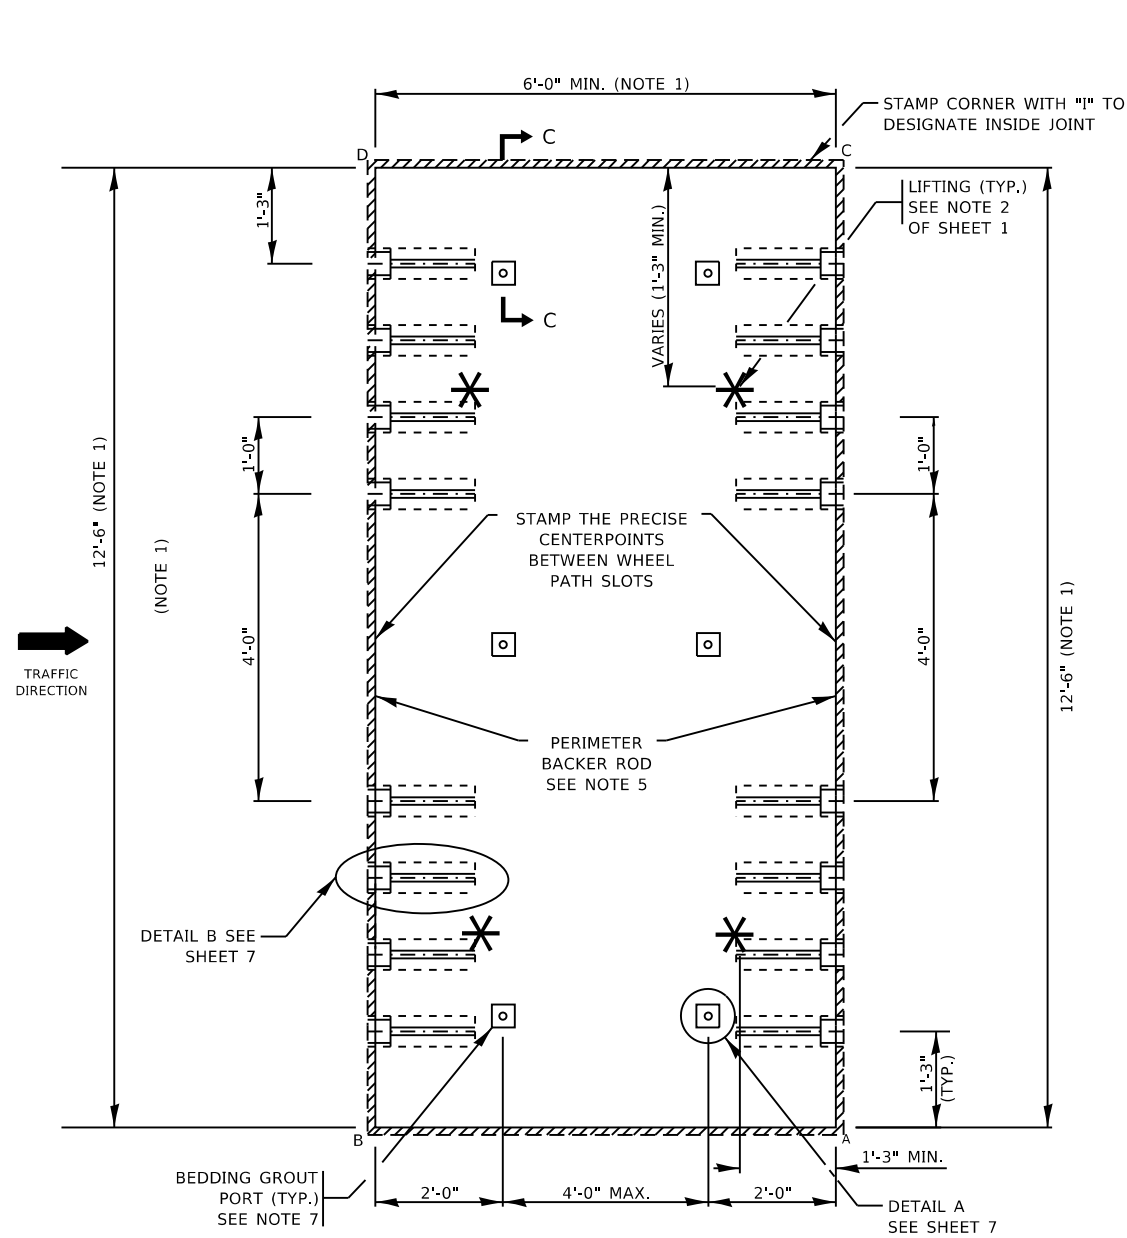 6'-0" MIN. (NOTE 1)
STAMP CORNER WITH "I" TO
DESIGNATE INSIDE JOINT
C
D
C
LIFTING (TYP.)
SEE NOTE 2
OF SHEET 1
1'-3"
VARIES (1'-3" MIN.)
C
1'-0"
1'-0"
12'-6" (NOTE 1)
(NOTE 1)
STAMP THE PRECISE
CENTERPOINTS
BETWEEN WHEEL
PATH SLOTS
4'-0"
4'-0"
12'-6" (NOTE 1)
TRAFFIC
DIRECTION
PERIMETER
BACKER ROD
SEE NOTE 5
DETAIL B SEE
SHEET 7
1'-3"
(TYP.)
B
A
1'-3" MIN.
BEDDING GROUT
PORT (TYP.)
SEE NOTE 7
2'-0"
4'-0" MAX.
2'-0"
DETAIL A
SEE SHEET 7